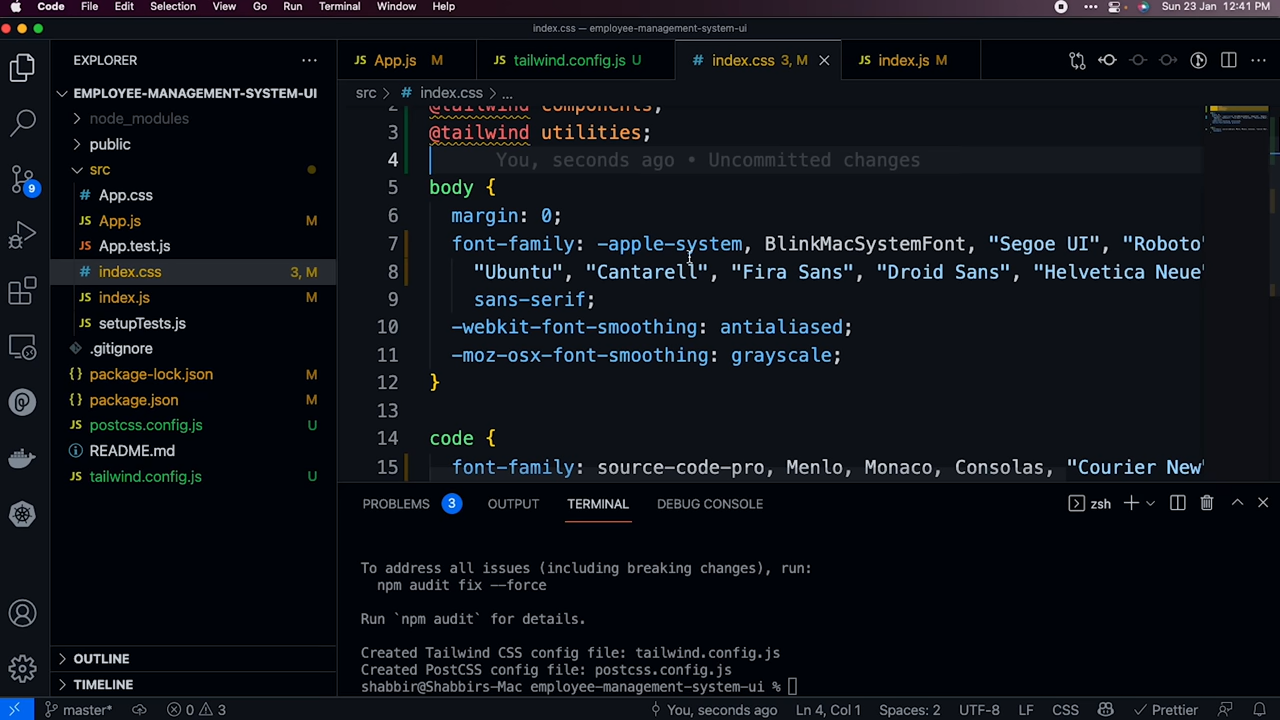 Code File Edit Selection View Go Run Terminal Window Help
Sun 23 Jan 12:41 PM
index.css — employee-management-system-ui
EXPLORER
JS App.js M
JS tailwind.config.js U
# index.css 3, M
JS index.js M
EMPLOYEE-MANAGEMENT-SYSTEM-UI
node_modules
public
src
# App.css
JS App.js M
JS App.test.js
# index.css 3, M
JS index.js M
JS setupTests.js
.gitignore
{} package-lock.json M
{} package.json M
JS postcss.config.js U
README.md
JS tailwind.config.js U
OUTLINE
TIMELINE
9
src > # index.css > ...
2 @tailwind components;
3 @tailwind utilities;
4 You, seconds ago • Uncommitted changes
5 body {
6 margin: 0;
7 font-family: -apple-system, BlinkMacSystemFont, "Segoe UI", "Roboto"
8 "Ubuntu", "Cantarell", "Fira Sans", "Droid Sans", "Helvetica Neue"
9 sans-serif;
10 -webkit-font-smoothing: antialiased;
11 -moz-osx-font-smoothing: grayscale;
12 }
13
14 code {
15 font-family: source-code-pro, Menlo, Monaco, Consolas, "Courier New"
PROBLEMS 3 OUTPUT TERMINAL DEBUG CONSOLE
zsh
To address all issues (including breaking changes), run:
npm audit fix --force
Run `npm audit` for details.
Created Tailwind CSS config file: tailwind.config.js
Created PostCSS config file: postcss.config.js
shabbir@Shabbirs-Mac employee-management-system-ui %
master* 0 3 You, seconds ago Ln 4, Col 1 Spaces: 2 UTF-8 LF CSS Prettier